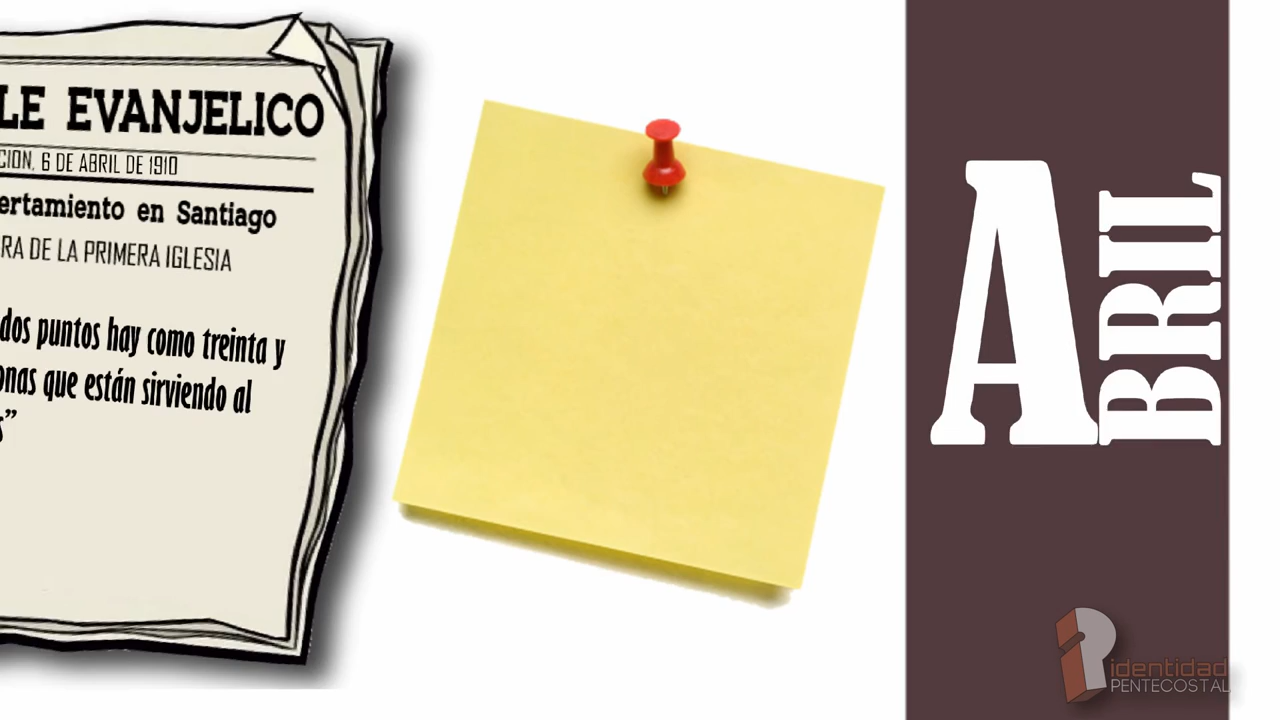 LE EVANJELICO
CION, 6 DE ABRIL DE 1910
ertamiento en Santiago
RA DE LA PRIMERA IGLESIA
dos puntos hay como treinta y
onas que están sirviendo al
s”
ABRIL
identidad
PENTECOSTAL